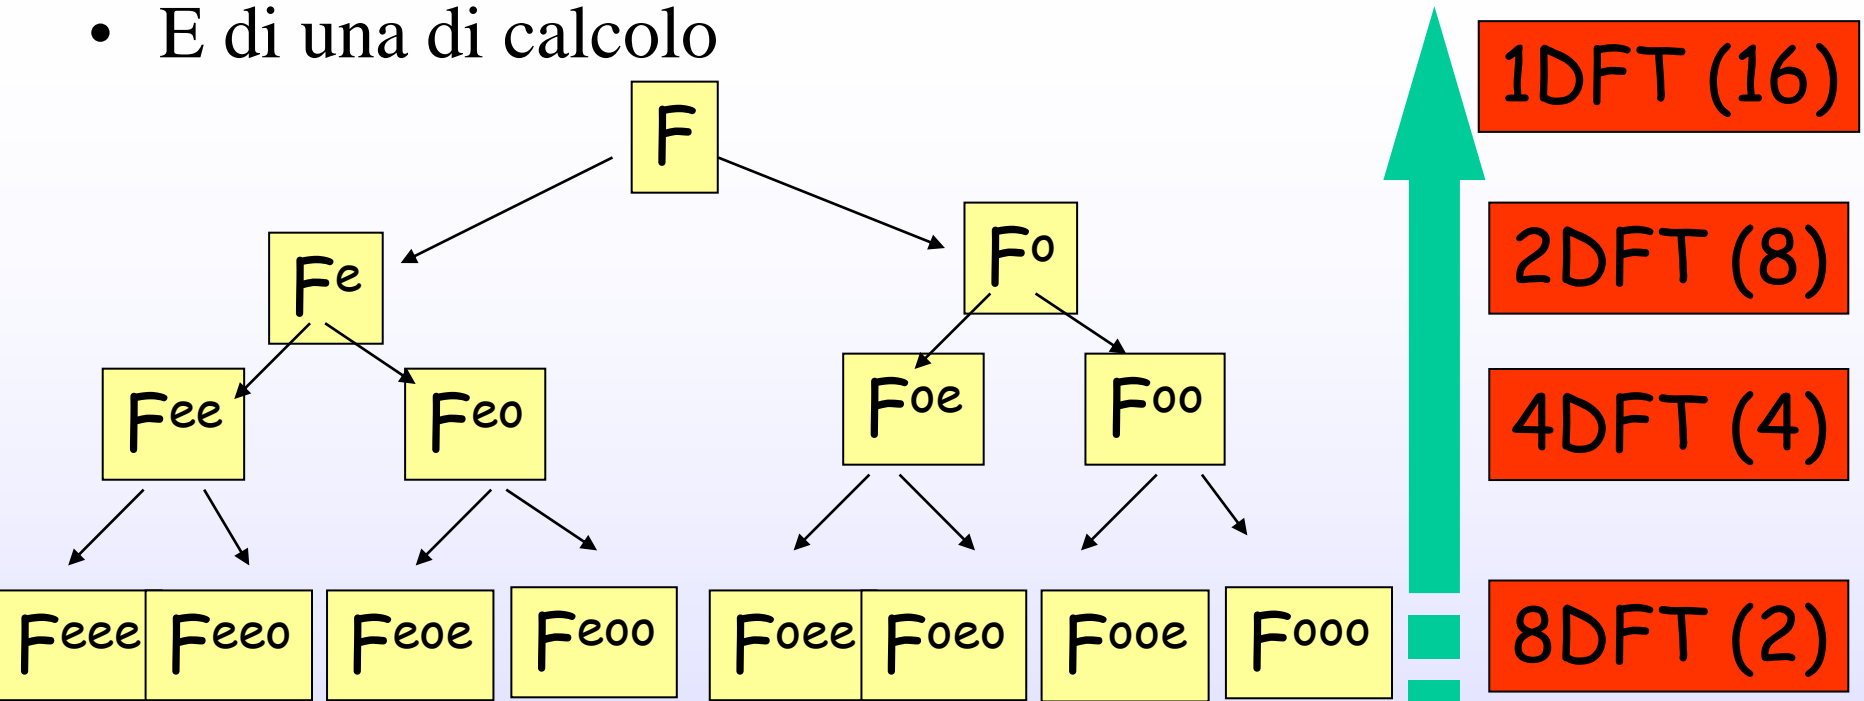 • E di una di calcolo
1DFT (16)
F
Fº
2DFT (8)
Fe
Foe
Foo
Fee
Feo
4DFT (4)
Feee
Feeo
Feoe
Feoo
Foee
Foeo
Fooe
Fooo
8DFT (2)